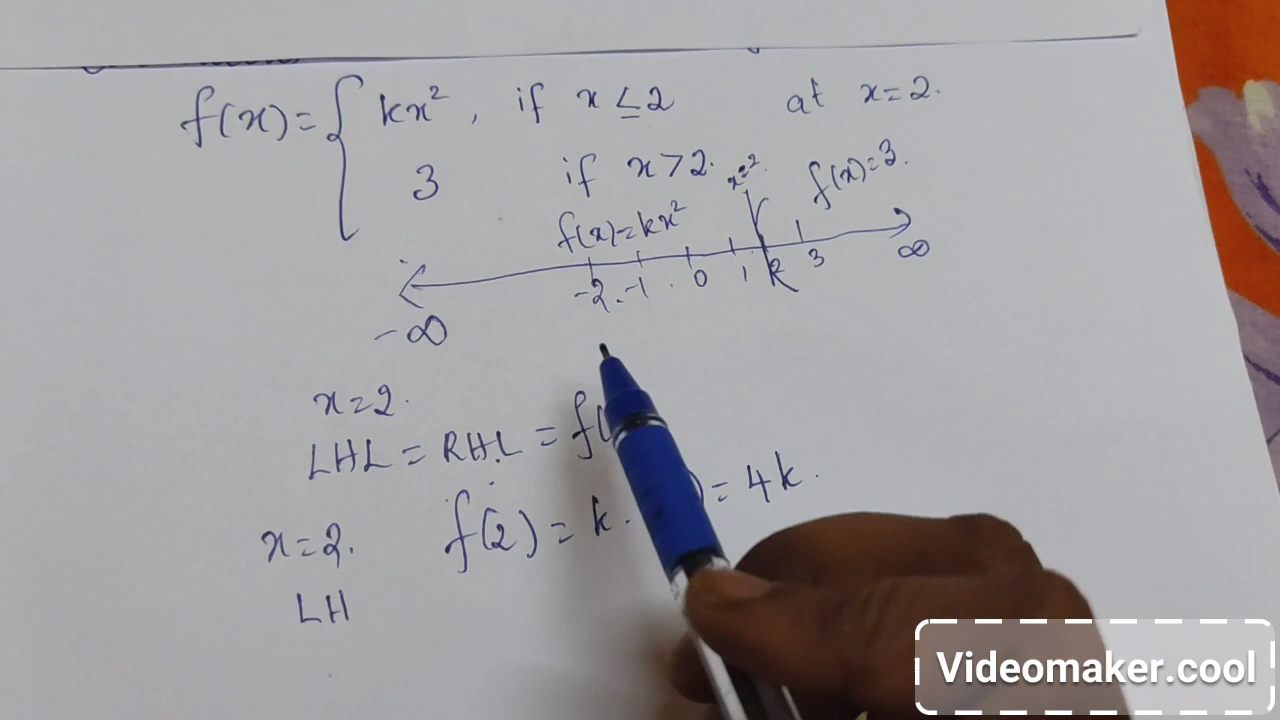 f(x) = { kx², if x ≤ 2 at x = 2.
3 if x > 2.
x=2
f(x) = 3.
f(x) = kx²
-2 -1 0 1 2 3 ∞
-∞
x = 2.
LHL = RHL = f(
x = 2. f(2) = k. ) = 4k.
LH
Videomaker.cool